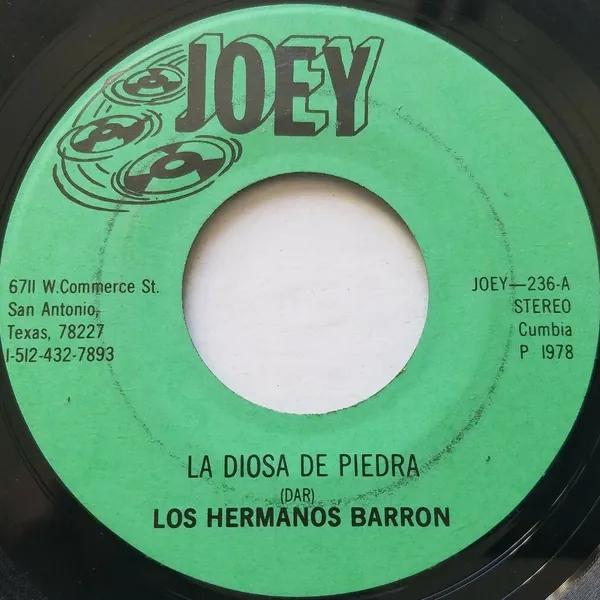 JOEY
6711 W.Commerce St.
San Antonio,
Texas, 78227
1-512-432-7893
JOEY—236-A
STEREO
Cumbia
P 1978
LA DIOSA DE PIEDRA
(DAR)
LOS HERMANOS BARRON